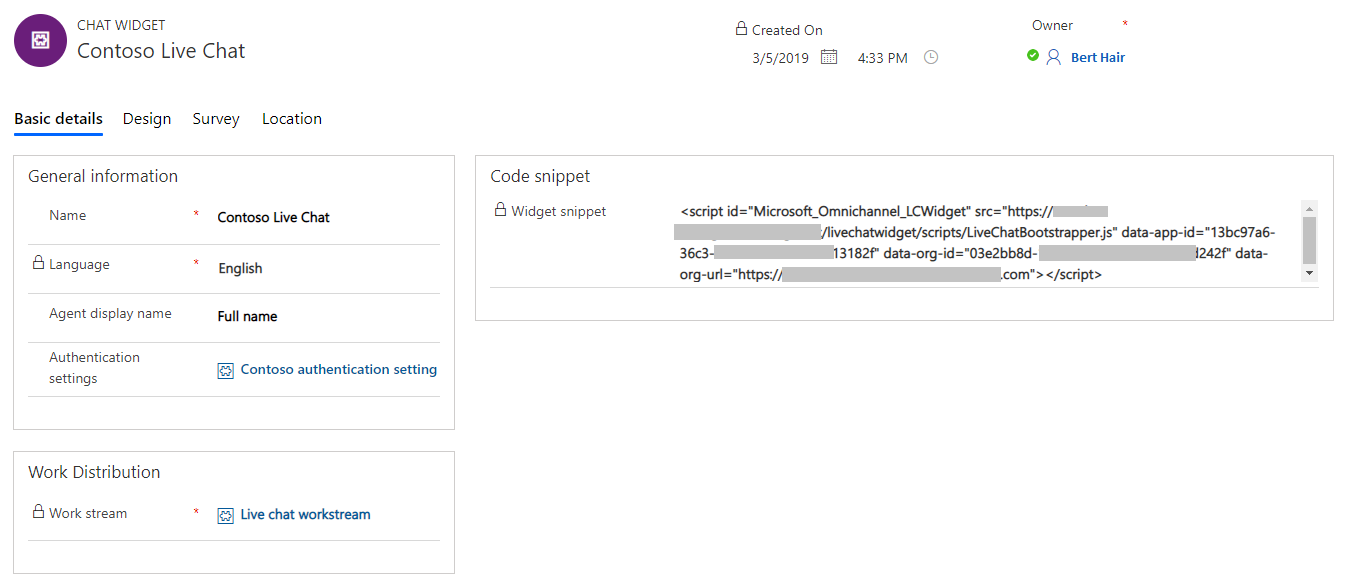 CHAT WIDGET
Contoso Live Chat
Created On
3/5/2019 4:33 PM
Owner *
Bert Hair
Basic details Design Survey Location
General information
Name * Contoso Live Chat
Language * English
Agent display name Full name
Authentication
settings
Contoso authentication setting
Work Distribution
Work stream * Live chat workstream
Code snippet
Widget snippet
<script id="Microsoft_Omnichannel_LCWidget" src="https://
/livechatwidget/scripts/LiveChatBootstrapper.js" data-app-id="13bc97a6-
36c3- 13182f" data-org-id="03e2bb8d- d242f" data-
org-url="https:// .com"></script>